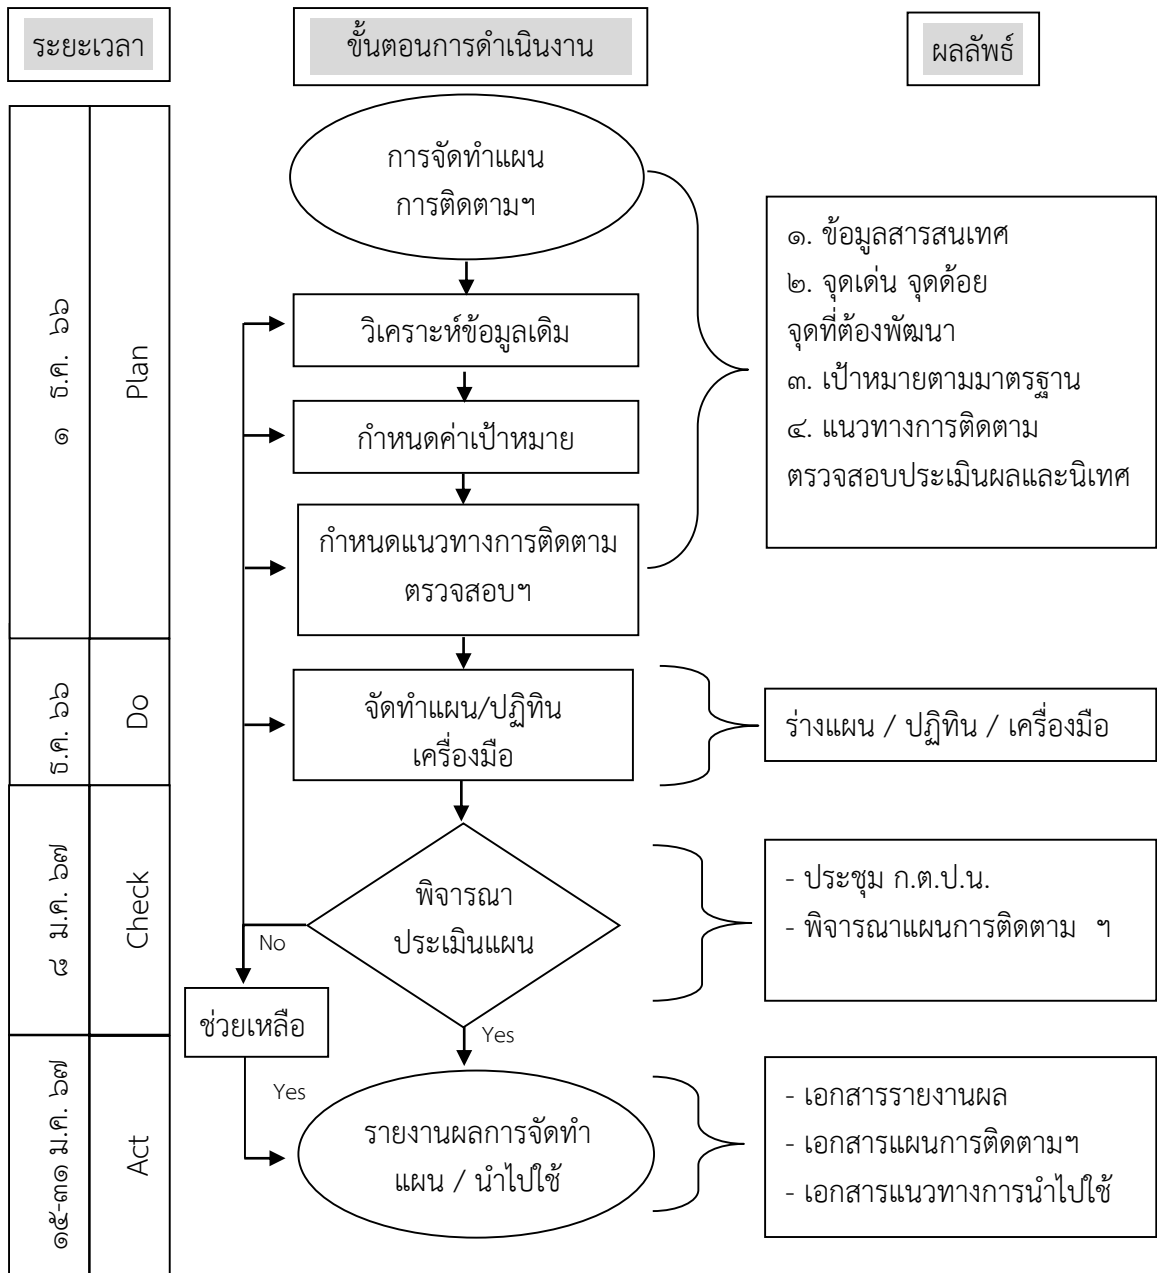 ระยะเวลา
ขั้นตอนการดำเนินงาน
ผลลัพธ์
๑ ธ.ค. ๖๖
Plan
การจัดทำแผน
การติดตามฯ
วิเคราะห์ข้อมูลเดิม
กำหนดค่าเป้าหมาย
กำหนดแนวทางการติดตาม
ตรวจสอบฯ
๑. ข้อมูลสารสนเทศ
๒. จุดเด่น จุดด้อย
จุดที่ต้องพัฒนา
๓. เป้าหมายตามมาตรฐาน
๔. แนวทางการติดตาม
ตรวจสอบประเมินผลและนิเทศ
ธ.ค. ๖๖
Do
จัดทำแผน/ปฏิทิน
เครื่องมือ
ร่างแผน / ปฏิทิน / เครื่องมือ
๘ ม.ค. ๖๗
Check
พิจารณา
ประเมินแผน
No
Yes
ช่วยเหลือ
- ประชุม ก.ต.ป.น.
- พิจารณาแผนการติดตาม ฯ
๑๕-๓๑ ม.ค. ๖๗
Act
Yes
รายงานผลการจัดทำ
แผน / นำไปใช้
- เอกสารรายงานผล
- เอกสารแผนการติดตามฯ
- เอกสารแนวทางการนำไปใช้